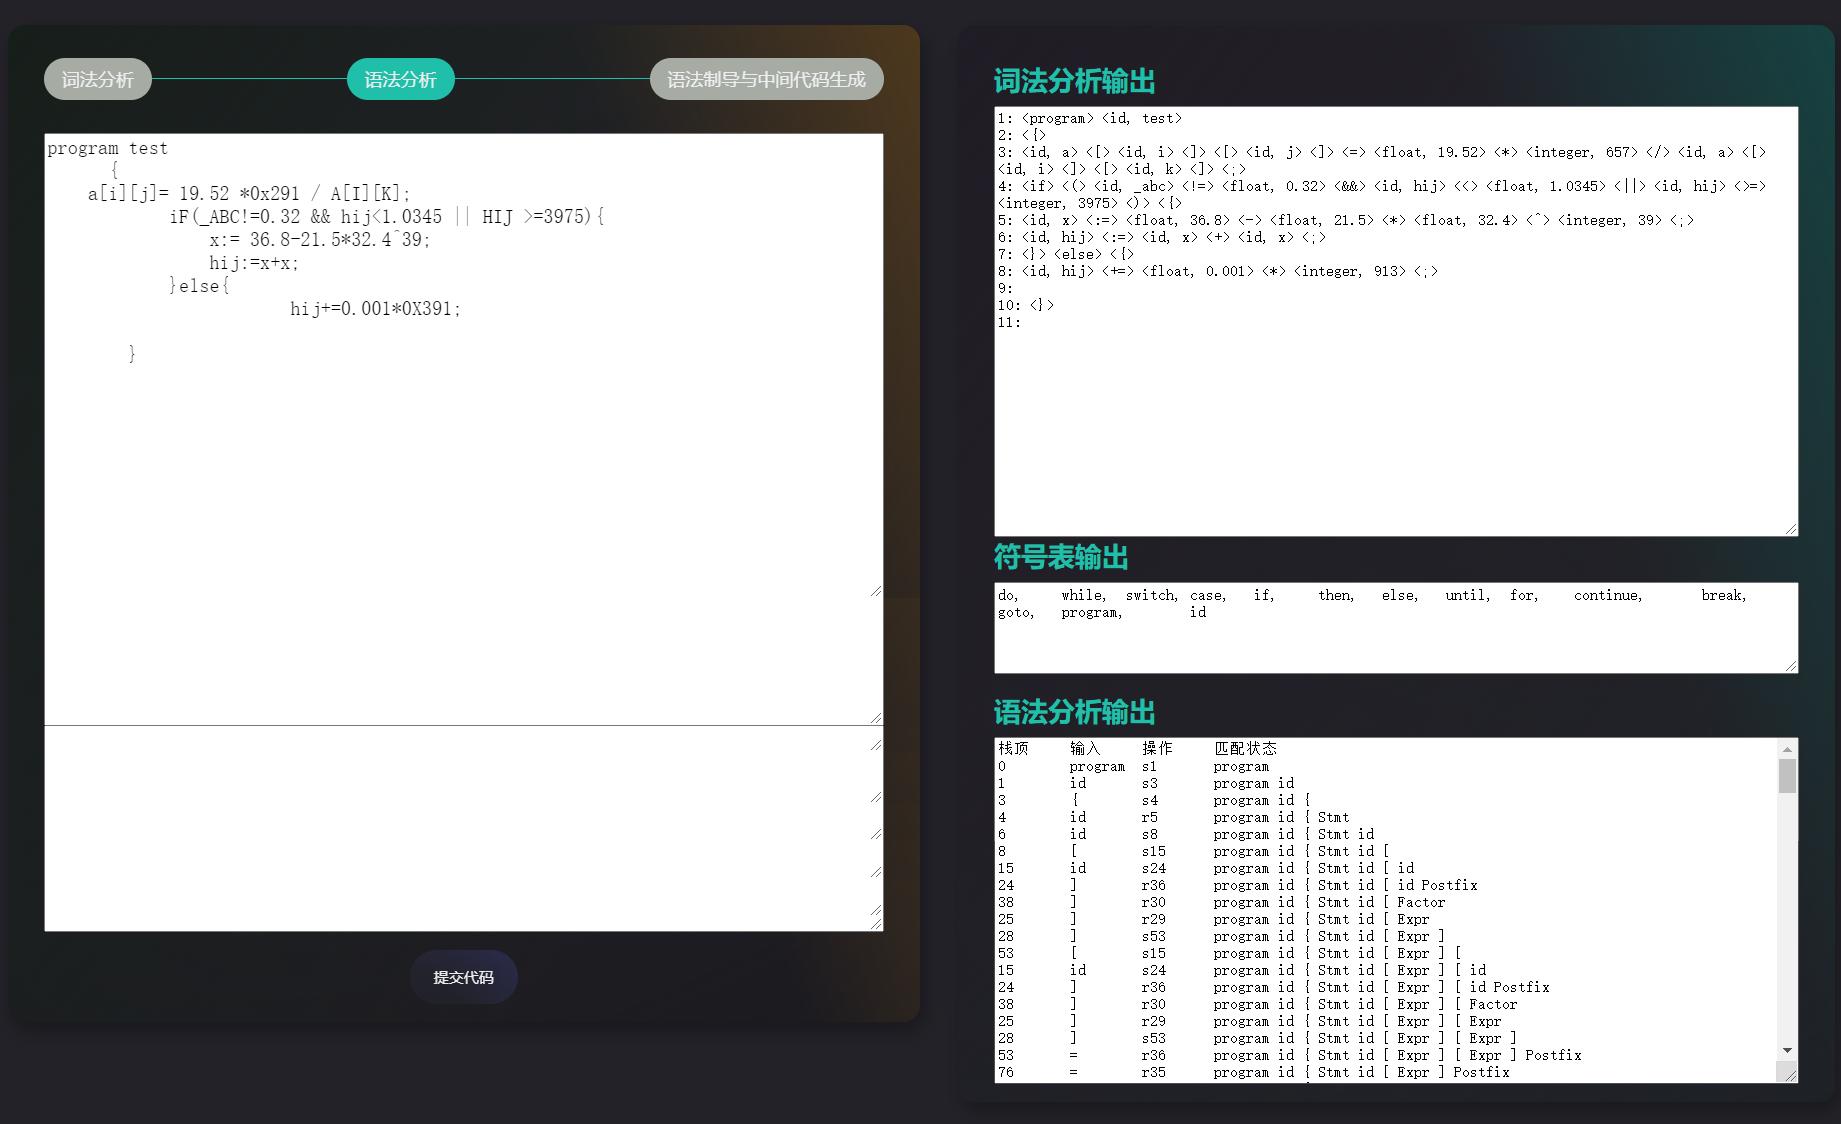 词法分析
语法分析
语法制导与中间代码生成
program test
{
a[i][j]= 19.52 *0x291 / A[I][K];
iF(_ABC!=0.32 && hij<1.0345 || HIJ >=3975){
x:= 36.8-21.5*32.4^39;
hij:=x+x;
}else{
hij+=0.001*0X391;
}
提交代码
词法分析输出
1: <program> <id, test>
2: <{>
3: <id, a> <[> <id, i> <]> <[> <id, j> <]> <=> <float, 19.52> <*> <integer, 657> </> <id, a> <[>
<id, i> <]> <[> <id, k> <]> <;>
4: <if> <(> <id, _abc> <!=> <float, 0.32> <&&> <id, hij> <<> <float, 1.0345> <||> <id, hij> <>=>
<integer, 3975> <)> <{>
5: <id, x> <:=> <float, 36.8> <-> <float, 21.5> <*> <float, 32.4> <^> <integer, 39> <;>
6: <id, hij> <:=> <id, x> <+> <id, x> <;>
7: <}> <else> <{>
8: <id, hij> <+=> <float, 0.001> <*> <integer, 913> <;>
9:
10: <}>
11:
符号表输出
do, while, switch, case, if, then, else, until, for, continue, break,
goto, program, id
语法分析输出
栈顶 输入 操作 匹配状态
0 program s1 program
1 id s3 program id
3 { s4 program id {
4 id r5 program id { Stmt
6 id s8 program id { Stmt id
8 [ s15 program id { Stmt id [
15 id s24 program id { Stmt id [ id
24 ] r36 program id { Stmt id [ id Postfix
38 ] r30 program id { Stmt id [ Factor
25 ] r29 program id { Stmt id [ Expr
28 ] s53 program id { Stmt id [ Expr ]
53 [ s15 program id { Stmt id [ Expr ] [
15 id s24 program id { Stmt id [ Expr ] [ id
24 ] r36 program id { Stmt id [ Expr ] [ id Postfix
38 ] r30 program id { Stmt id [ Expr ] [ Factor
25 ] r29 program id { Stmt id [ Expr ] [ Expr
28 ] s53 program id { Stmt id [ Expr ] [ Expr ]
53 = r36 program id { Stmt id [ Expr ] [ Expr ] Postfix
76 = r35 program id { Stmt id [ Expr ] Postfix